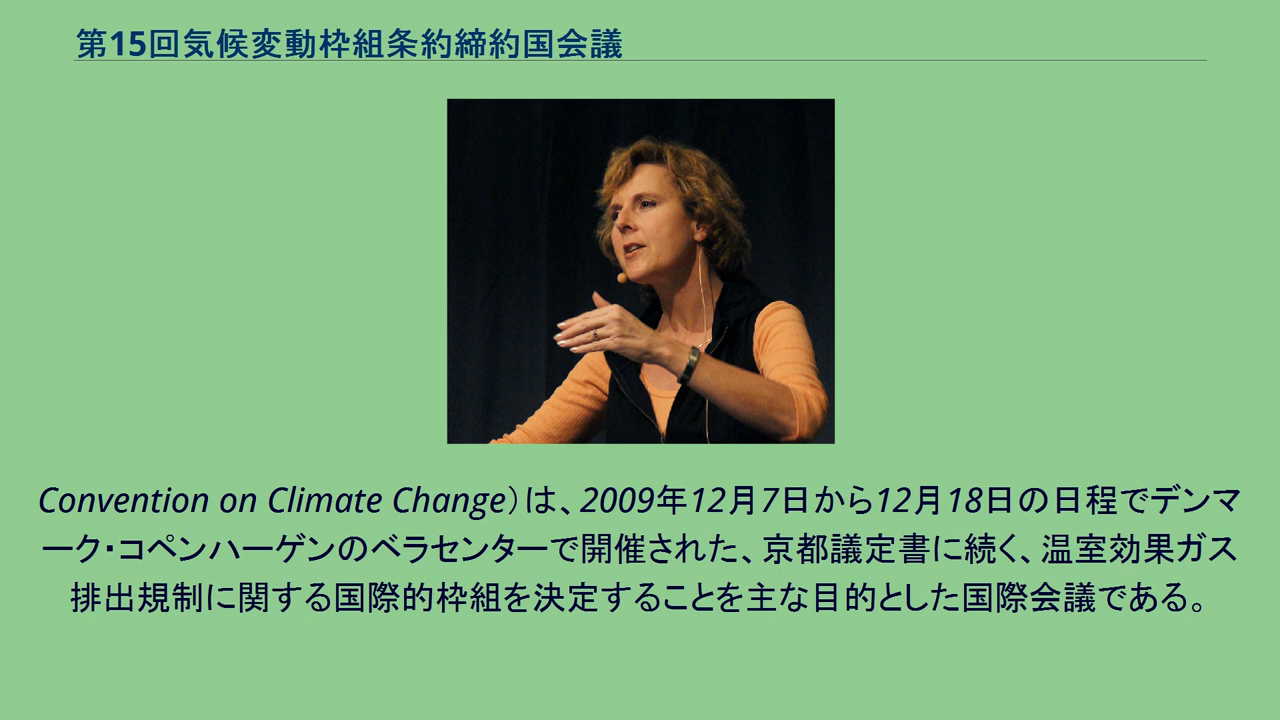 第15回気候変動枠組条約締約国会議
Convention on Climate Change）は、2009年12月7日から12月18日の日程でデンマ
ーク・コペンハーゲンのベラセンターで開催された、京都議定書に続く、温室効果ガス
排出規制に関する国際的枠組を決定することを主な目的とした国際会議である。